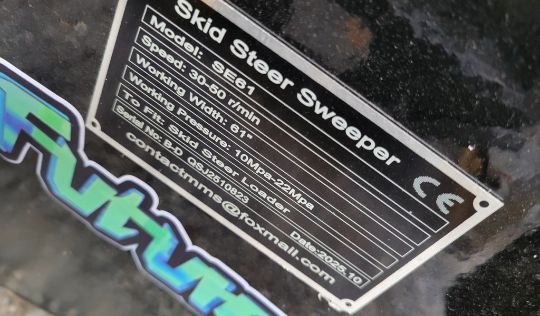 Skid Steer Sweeper
Model: SE61
Speed: 30-50 r/min
Working Width: 61"
Working Pressure: 10Mpa-22Mpa
To Fit: Skid Steer Loader
Serial No: B.D_QSJ2510823
Date:2025.10
contactmms@foxmail.com
CE